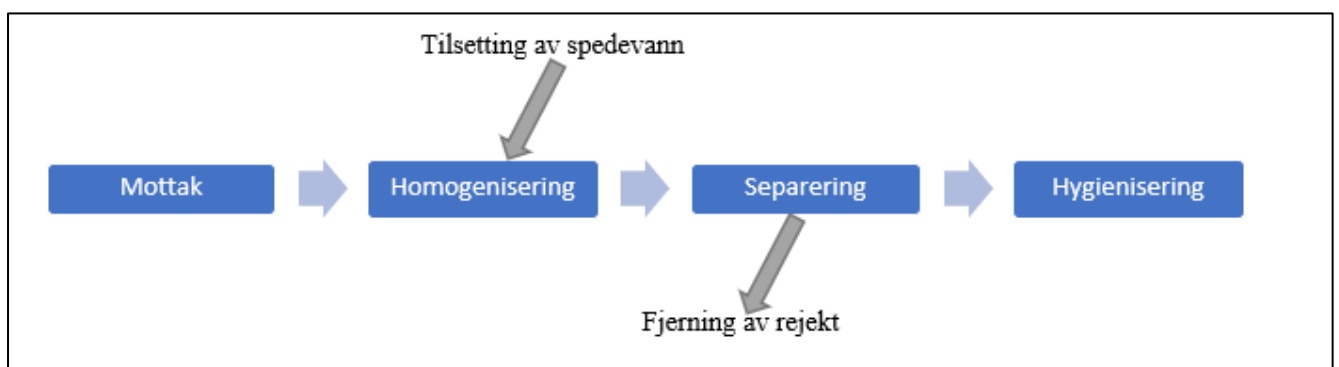 Tilsetting av spedevann
Mottak
Homogenisering
Separering
Hygienisering
Fjerning av rejekt